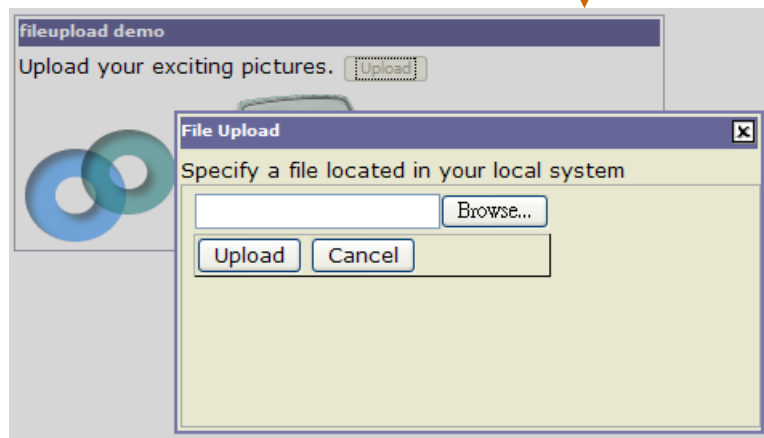 fileupload demo
Upload your exciting pictures. Upload
File Upload
Specify a file located in your local system
Browse...
Upload Cancel